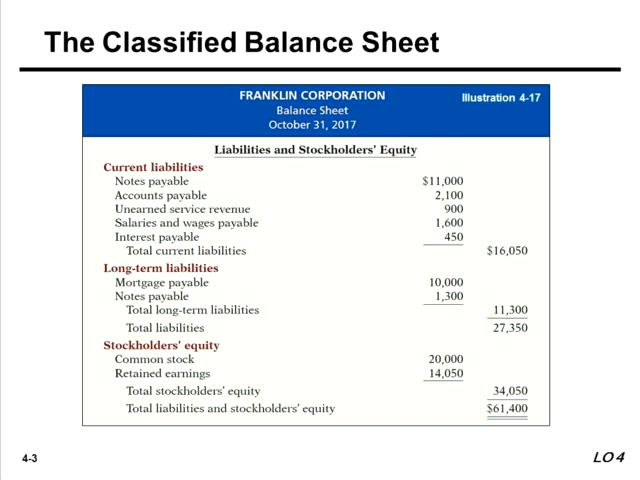 The Classified Balance Sheet
FRANKLIN CORPORATION Illustration 4-17
Balance Sheet
October 31, 2017
Liabilities and Stockholders' Equity
Current liabilities
Notes payable $11,000
Accounts payable 2,100
Unearned service revenue 900
Salaries and wages payable 1,600
Interest payable 450
Total current liabilities $16,050
Long-term liabilities
Mortgage payable 10,000
Notes payable 1,300
Total long-term liabilities 11,300
Total liabilities 27,350
Stockholders' equity
Common stock 20,000
Retained earnings 14,050
Total stockholders' equity 34,050
Total liabilities and stockholders' equity $61,400
4-3 LO 4